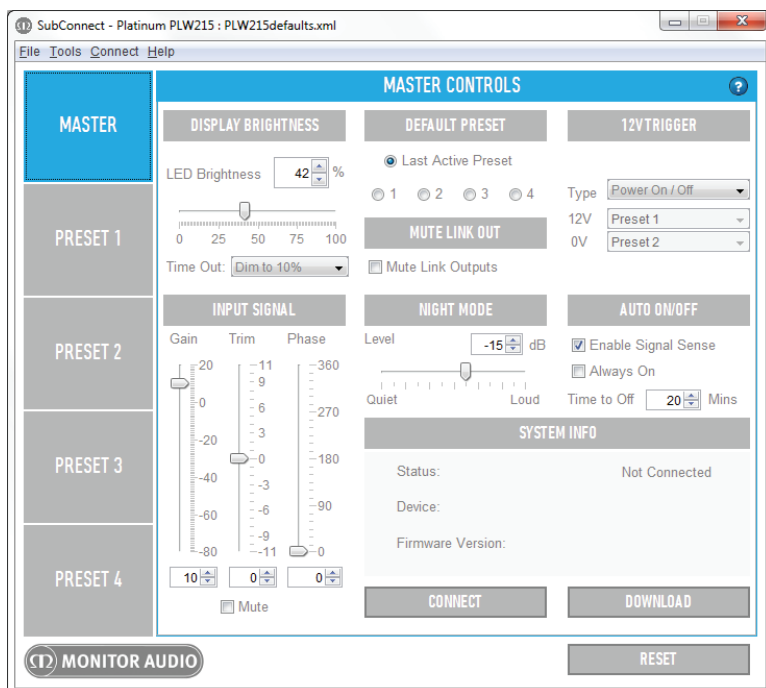 SubConnect - Platinum PLW215 : PLW215defaults.xml
File Tools Connect Help
MASTER
PRESET 1
PRESET 2
PRESET 3
PRESET 4
MASTER CONTROLS
?
DISPLAY BRIGHTNESS
LED Brightness 42 %
0 25 50 75 100
Time Out: Dim to 10%
DEFAULT PRESET
Last Active Preset
1 2 3 4
MUTE LINK OUT
Mute Link Outputs
12V TRIGGER
Type Power On / Off
12V Preset 1
0V Preset 2
INPUT SIGNAL
Gain Trim Phase
20
0
-20
-40
-60
-80
11
9
6
3
0
-3
-6
-9
-11
360
270
180
90
0
10 0 0
Mute
NIGHT MODE
Level -15 dB
Quiet Loud
AUTO ON/OFF
Enable Signal Sense
Always On
Time to Off 20 Mins
SYSTEM INFO
Status: Not Connected
Device:
Firmware Version:
CONNECT DOWNLOAD
MONITOR AUDIO
RESET